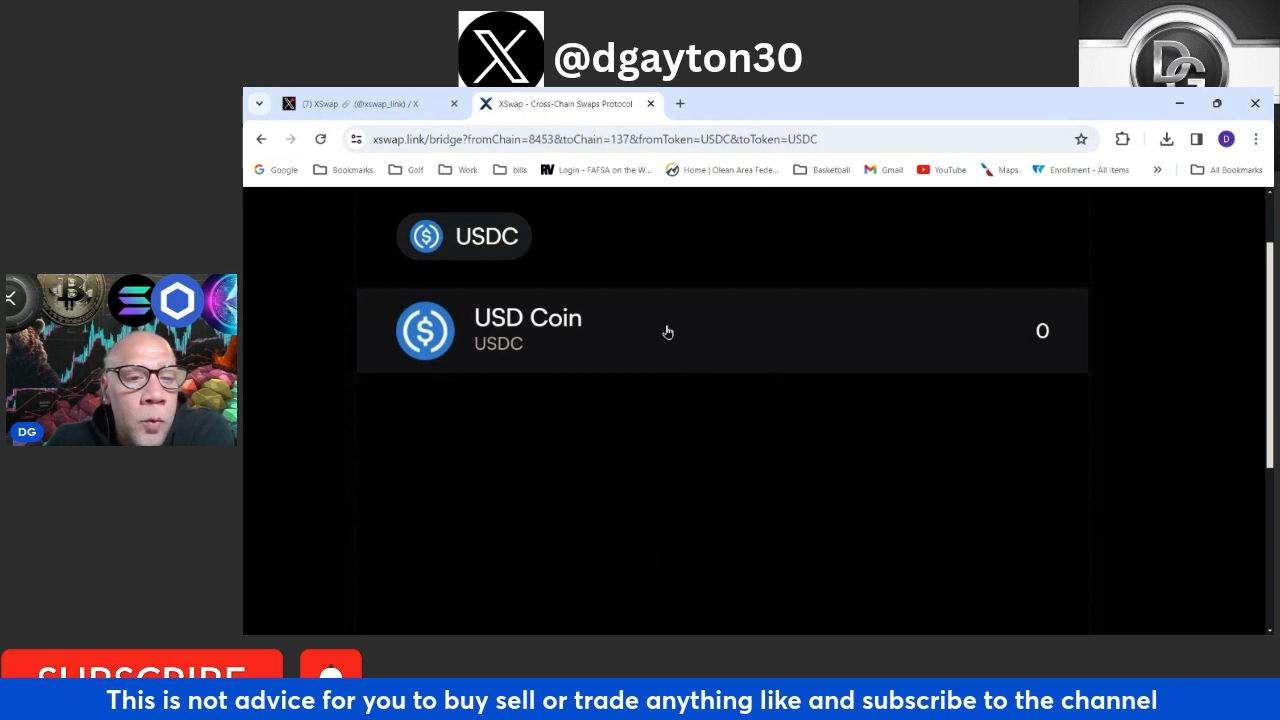 @dgayton30
DG
(7) XSwap (@xswap_link) / X
XSwap - Cross-Chain Swaps Protocol
xswap.link/bridge?fromChain=8453&toChain=137&fromToken=USDC&toToken=USDC
Google Bookmarks Golf Work bills Login - FAFSA on the W... Home | Olean Area Fede... Basketball Gmail YouTube Maps Enrollment - All Items » All Bookmarks
USDC
USD Coin
USDC
0
DG
SUBSCRIBE
This is not advice for you to buy sell or trade anything like and subscribe to the channel